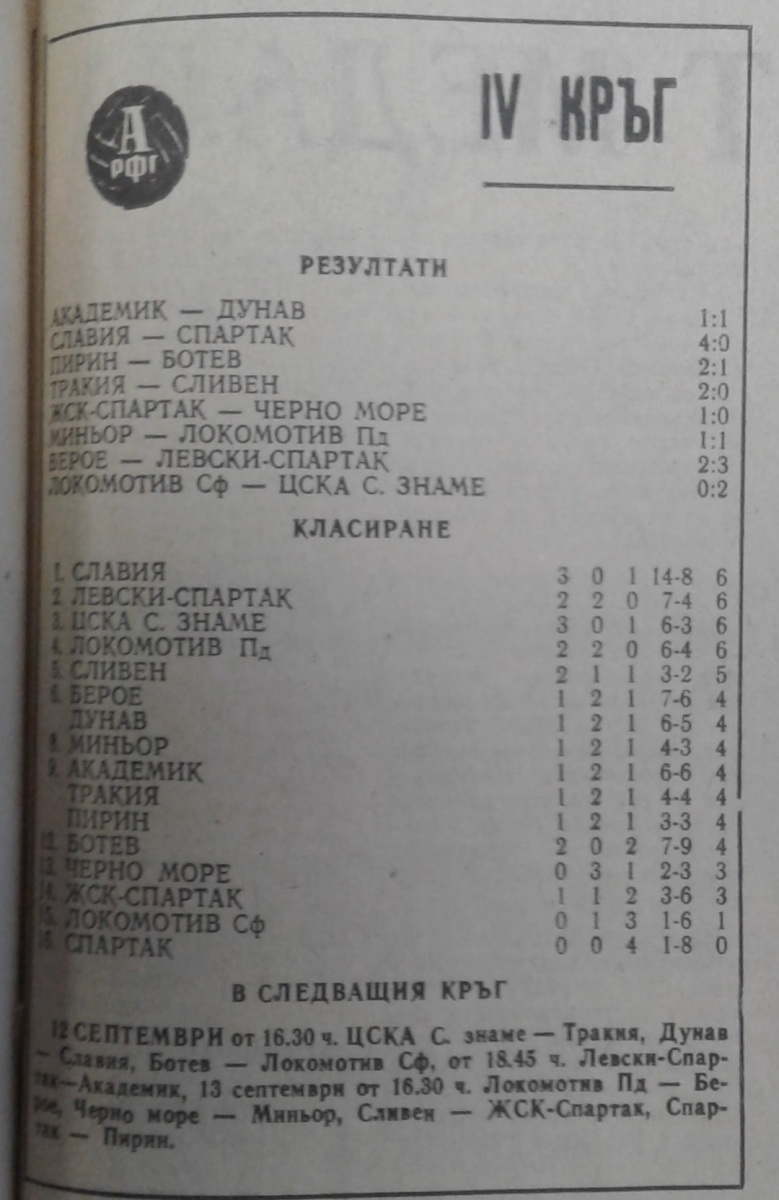 А
РФГ
IV КРЪГ
РЕЗУЛТАТИ
АКАДЕМИК — ДУНАВ 1:1
СЛАВИЯ — СПАРТАК 4:0
ПИРИН — БОТЕВ 2:1
ТРАКИЯ — СЛИВЕН 2:0
ЖСК-СПАРТАК — ЧЕРНО МОРЕ 1:0
МИНЬОР — ЛОКОМОТИВ Пд 1:1
БЕРОЕ — ЛЕВСКИ-СПАРТАК 2:3
ЛОКОМОТИВ Сф — ЦСКА С. ЗНАМЕ 0:2
КЛАСИРАНЕ
1. СЛАВИЯ 3 0 1 14-8 6
2. ЛЕВСКИ-СПАРТАК 2 2 0 7-4 6
3. ЦСКА С. ЗНАМЕ 3 0 1 6-3 6
4. ЛОКОМОТИВ Пд 2 2 0 6-4 6
5. СЛИВЕН 2 1 1 3-2 5
6. БЕРОЕ 1 2 1 7-6 4
ДУНАВ 1 2 1 6-5 4
8. МИНЬОР 1 2 1 4-3 4
9. АКАДЕМИК 1 2 1 6-6 4
ТРАКИЯ 1 2 1 4-4 4
ПИРИН 1 2 1 3-3 4
12. БОТЕВ 2 0 2 7-9 4
13. ЧЕРНО МОРЕ 0 3 1 2-3 3
14. ЖСК-СПАРТАК 1 1 2 3-6 3
15. ЛОКОМОТИВ Сф 0 1 3 1-6 1
16. СПАРТАК 0 0 4 1-8 0
В СЛЕДВАЩИЯ КРЪГ
12 СЕПТЕМВРИ от 16.30 ч. ЦСКА С. знаме — Тракия, Дунав
— Славия, Ботев — Локомотив Сф, от 18.45 ч. Левски-Спар-
так—Академик, 13 септември от 16.30 ч. Локомотив Пд — Бе-
рое, Черно море — Миньор, Сливен — ЖСК-Спартак, Спар-
так — Пирин.